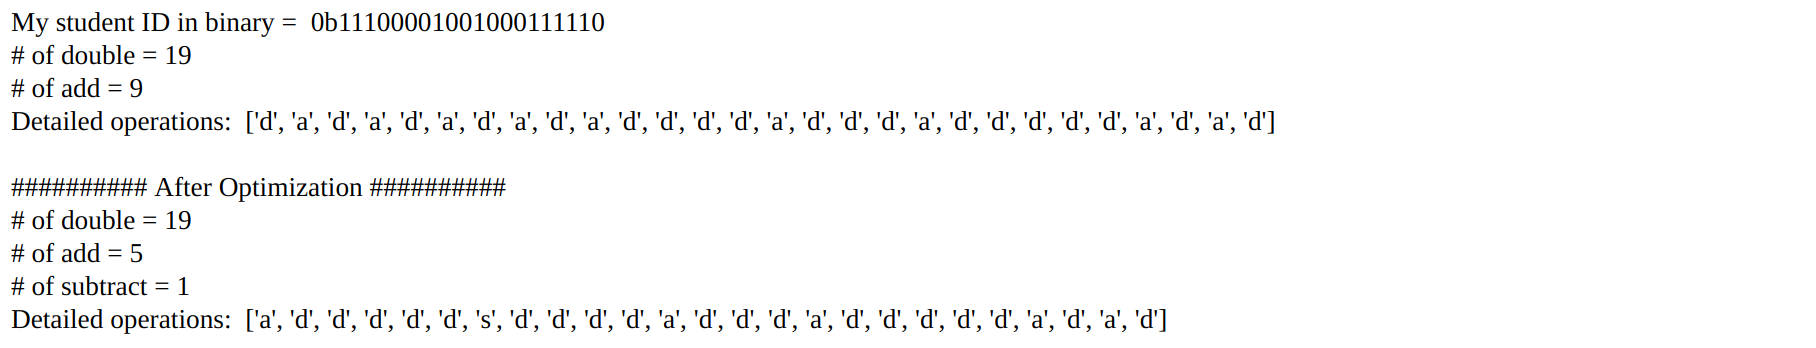 My student ID in binary =  0b11100001001000111110
# of double = 19
# of add = 9
Detailed operations:  ['d', 'a', 'd', 'a', 'd', 'a', 'd', 'a', 'd', 'a', 'd', 'd', 'd', 'd', 'a', 'd', 'd', 'd', 'a', 'd', 'd', 'd', 'd', 'd', 'a', 'd', 'a', 'd']
########## After Optimization ##########
# of double = 19
# of add = 5
# of subtract = 1
Detailed operations:  ['a', 'd', 'd', 'd', 'd', 'd', 's', 'd', 'd', 'd', 'd', 'a', 'd', 'd', 'd', 'a', 'd', 'd', 'd', 'd', 'd', 'a', 'd', 'a', 'd']